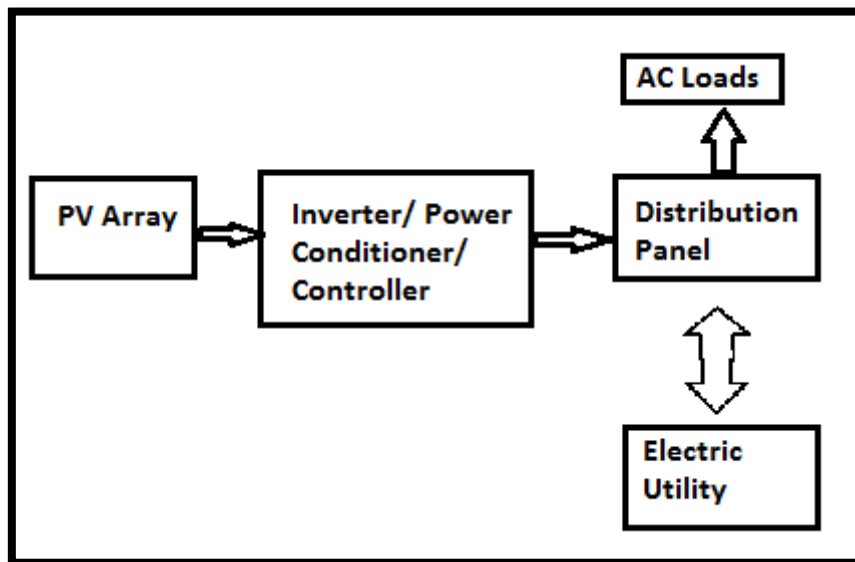 AC Loads
PV Array
Inverter/ Power
Conditioner/
Controller
Distribution
Panel
Electric
Utility